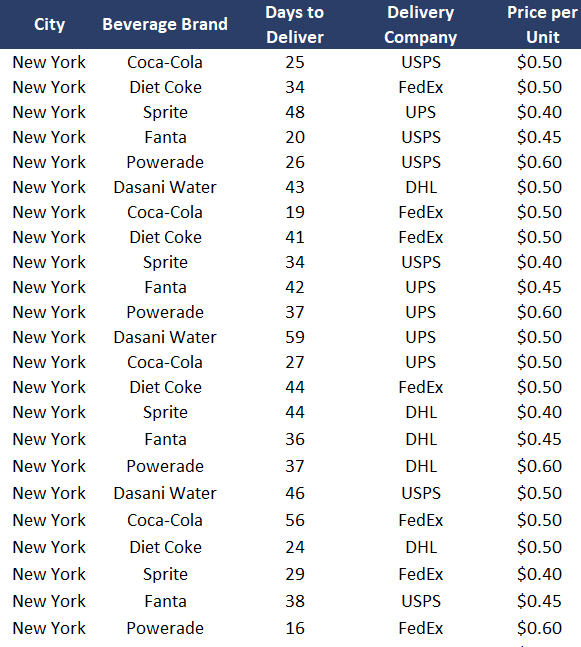 City Beverage Brand Days to Deliver Delivery Company Price per Unit
New York Coca-Cola 25 USPS $0.50
New York Diet Coke 34 FedEx $0.50
New York Sprite 48 UPS $0.40
New York Fanta 20 USPS $0.45
New York Powerade 26 USPS $0.60
New York Dasani Water 43 DHL $0.50
New York Coca-Cola 19 FedEx $0.50
New York Diet Coke 41 FedEx $0.50
New York Sprite 34 USPS $0.40
New York Fanta 42 UPS $0.45
New York Powerade 37 UPS $0.60
New York Dasani Water 59 UPS $0.50
New York Coca-Cola 27 UPS $0.50
New York Diet Coke 44 FedEx $0.50
New York Sprite 44 DHL $0.40
New York Fanta 36 DHL $0.45
New York Powerade 37 DHL $0.60
New York Dasani Water 46 USPS $0.50
New York Coca-Cola 56 FedEx $0.50
New York Diet Coke 24 DHL $0.50
New York Sprite 29 FedEx $0.40
New York Fanta 38 USPS $0.45
New York Powerade 16 FedEx $0.60